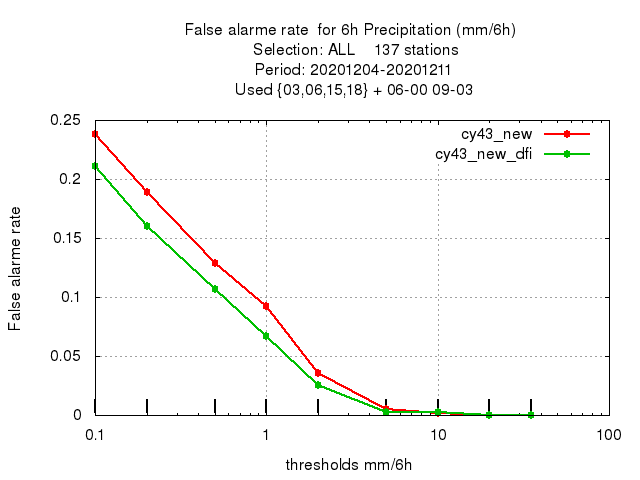 False alarme rate  for 6h Precipitation (mm/6h)
Selection: ALL    137 stations
Period: 20201204-20201211
Used {03,06,15,18} + 06-00 09-03
cy43_new
cy43_new_dfi
0.25
0.2
0.15
0.1
0.05
0
False alarme rate
0.1 1 10 100
thresholds mm/6h